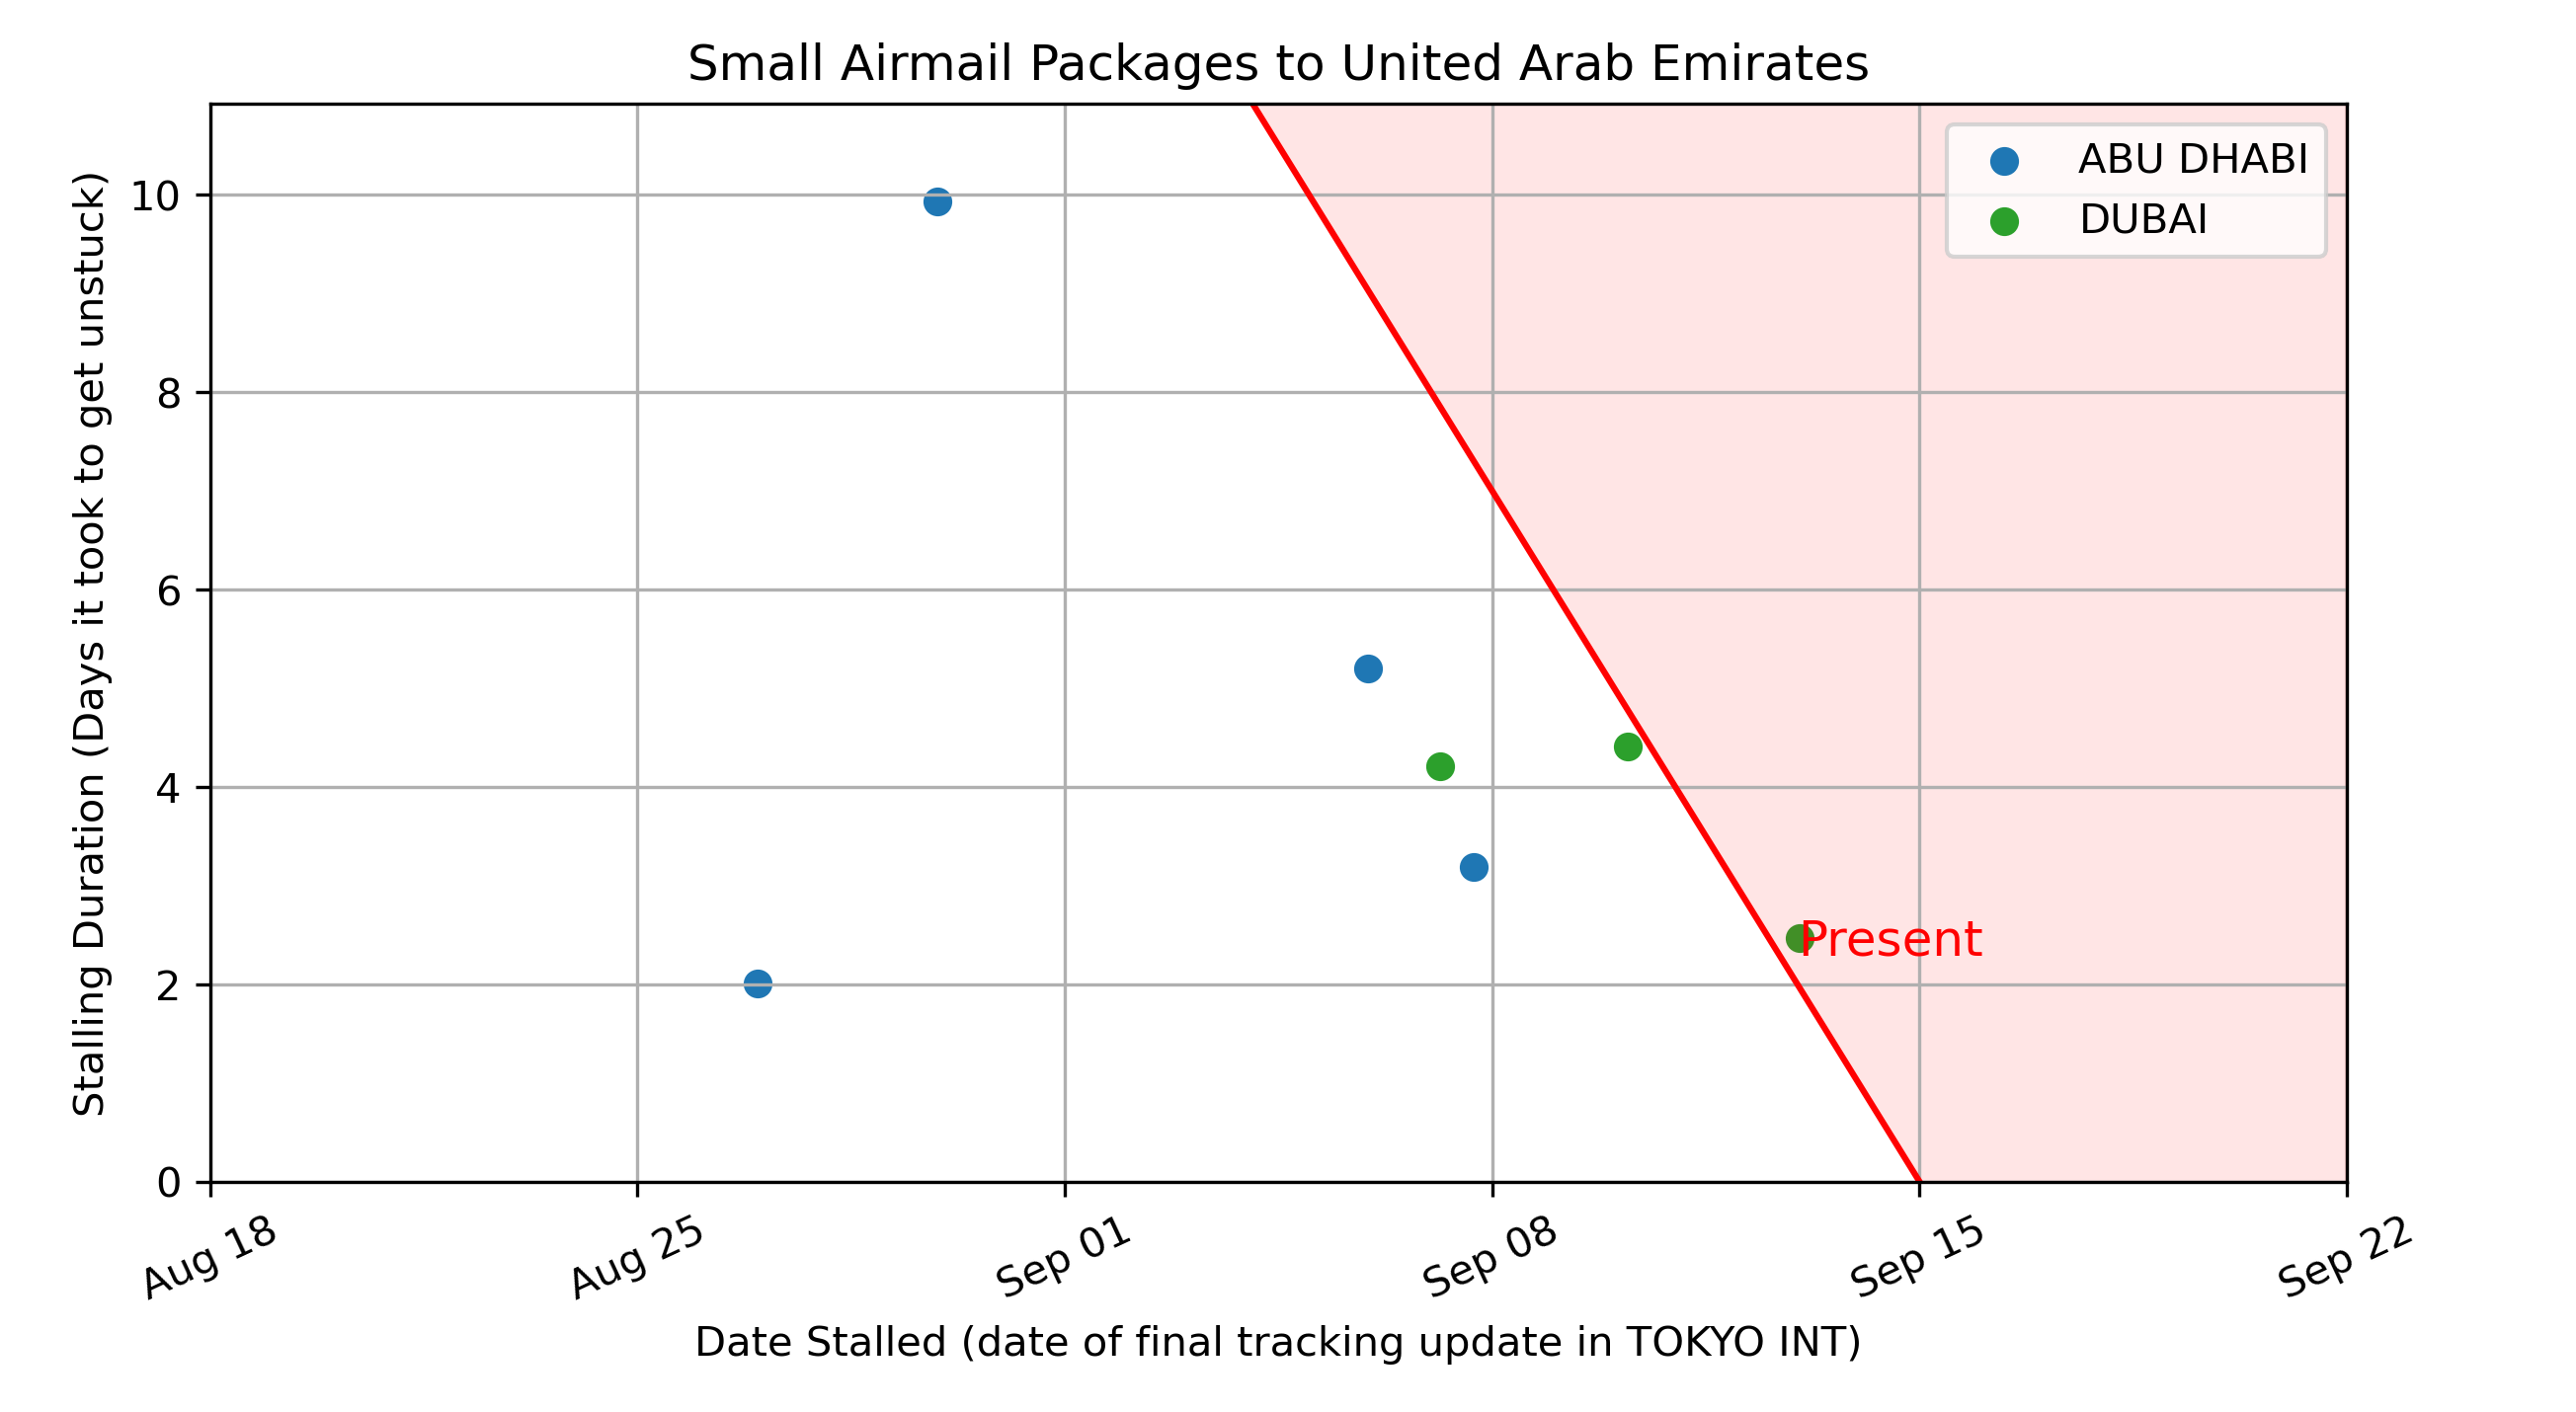 Small Airmail Packages to United Arab Emirates
ABU DHABI
DUBAI
Stalling Duration (Days it took to get unstuck)
10
8
6
4
2
0
Present
Aug 18
Aug 25
Sep 01
Sep 08
Sep 15
Sep 22
Date Stalled (date of final tracking update in TOKYO INT)